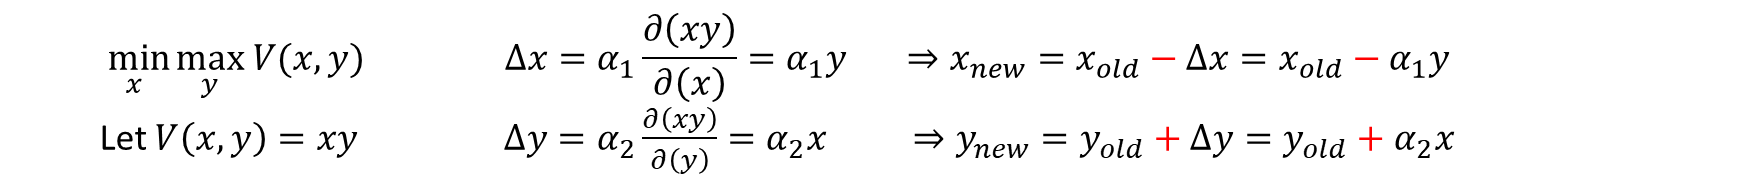 min max V(x, y)    Δx = α₁ ∂(xy)/∂(x) = α₁y    ⇒ x_new = x_old − Δx = x_old − α₁y
x y
Let V(x, y) = xy    Δy = α₂ ∂(xy)/∂(y) = α₂x    ⇒ y_new = y_old + Δy = y_old + α₂x